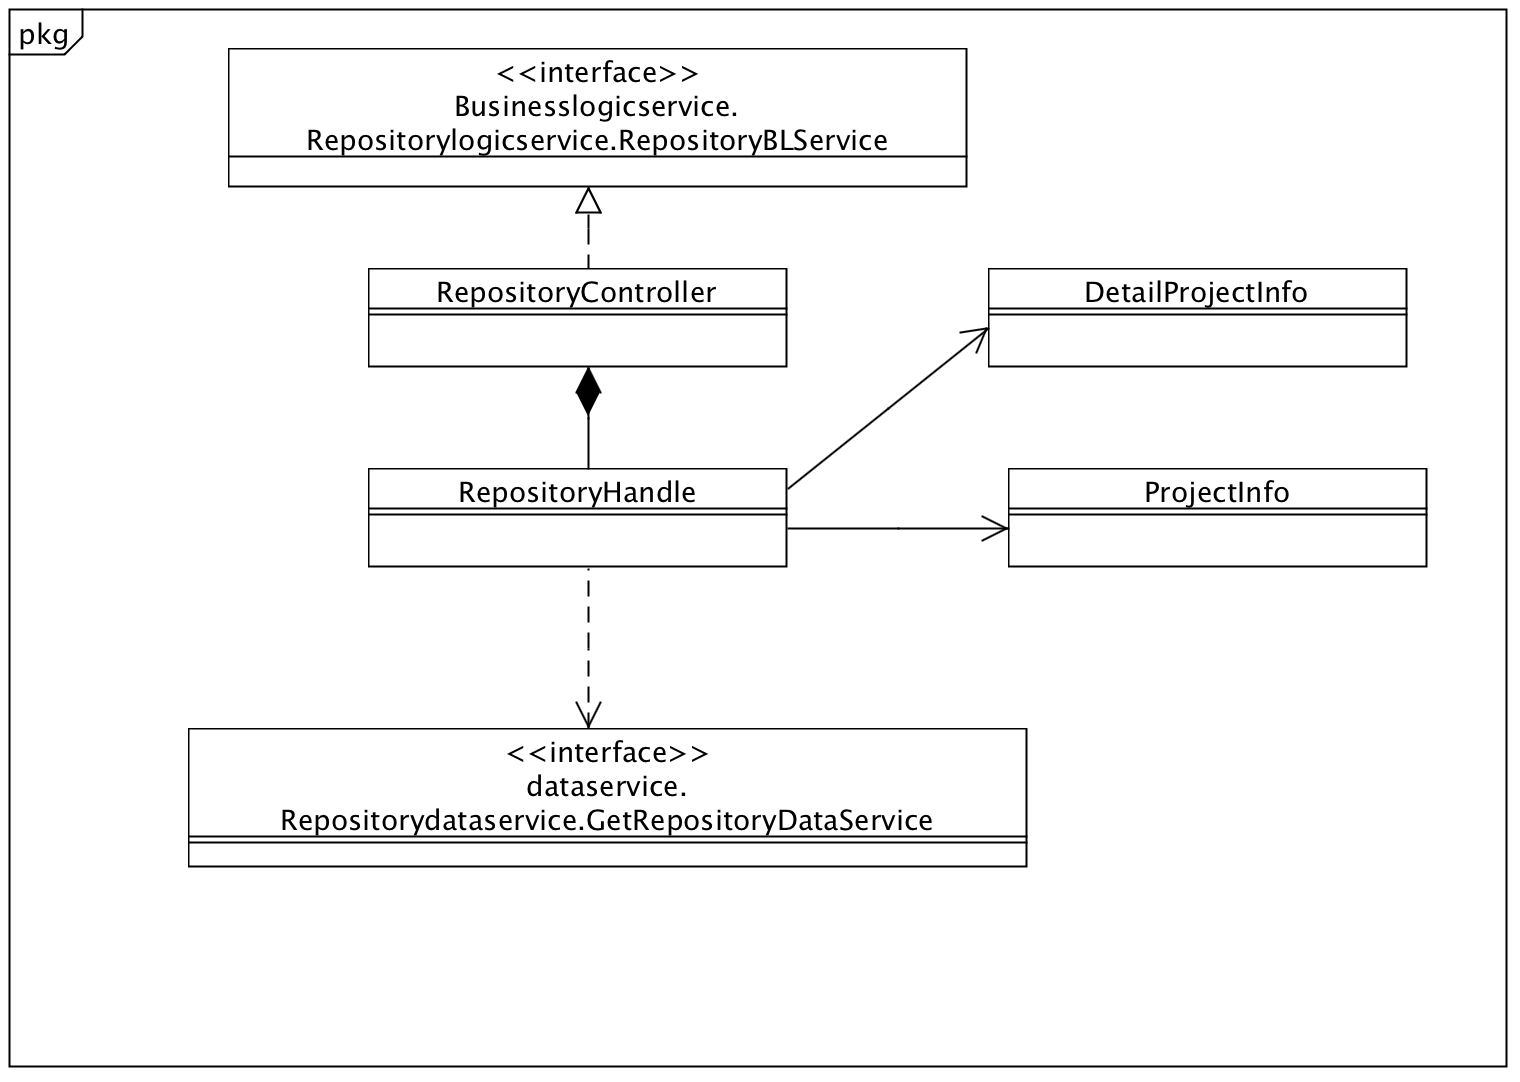 pkg
<<interface>>
Businesslogicservice.
Repositorylogicservice.RepositoryBLService
RepositoryController
DetailProjectInfo
RepositoryHandle
ProjectInfo
<<interface>>
dataservice.
Repositorydataservice.GetRepositoryDataService